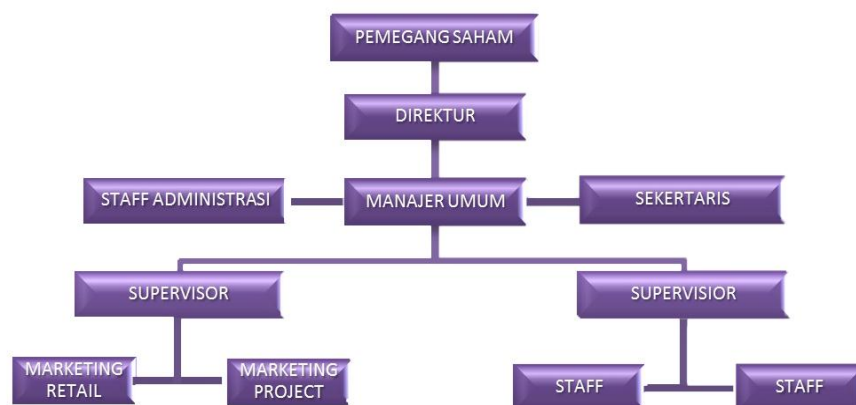 PEMEGANG SAHAM
DIREKTUR
STAFF ADMINISTRASI
MANAJER UMUM
SEKERTARIS
SUPERVISOR
SUPERVISIOR
MARKETING
RETAIL
MARKETING
PROJECT
STAFF
STAFF